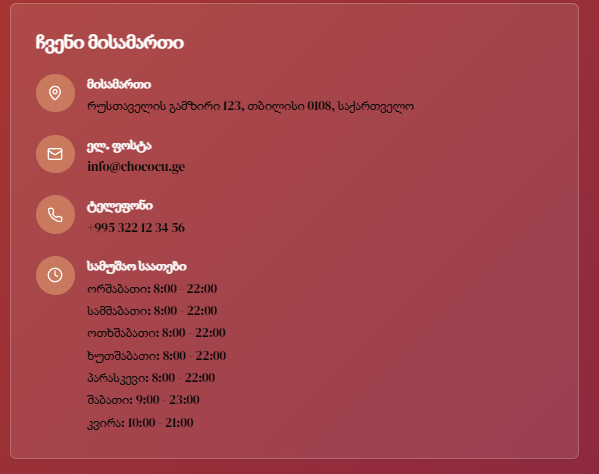 ჩვენი მისამართი
მისამართი
რუსთაველის გამზირი 123, თბილისი 0108, საქართველო
ელ. ფოსტა
info@chococu.ge
ტელეფონი
+995 322 12 34 56
სამუშაო საათები
ორშაბათი: 8:00 - 22:00
სამშაბათი: 8:00 - 22:00
ოთხშაბათი: 8:00 - 22:00
ხუთშაბათი: 8:00 - 22:00
პარასკევი: 8:00 - 22:00
შაბათი: 9:00 - 23:00
კვირა: 10:00 - 21:00